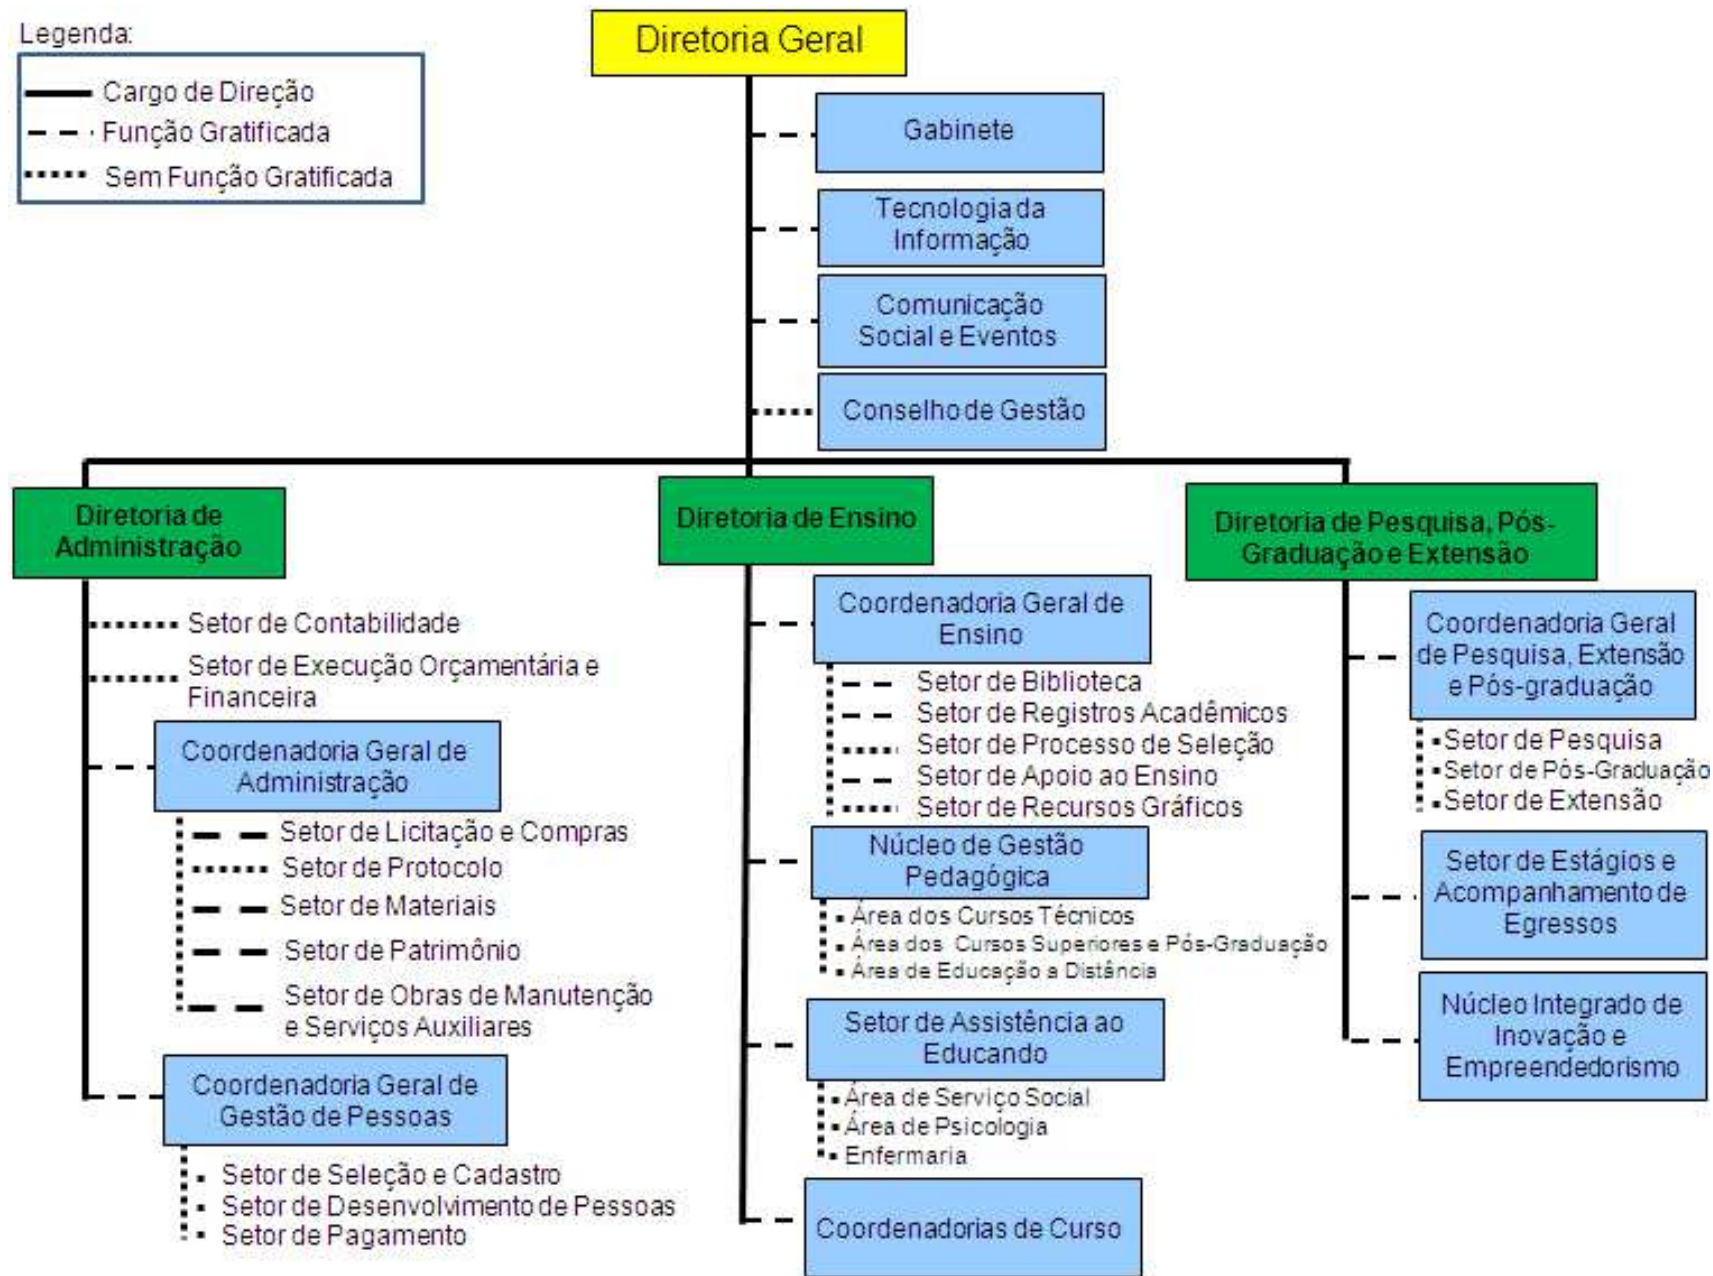 Legenda:
Cargo de Direção
Função Gratificada
Sem Função Gratificada
Diretoria Geral
Gabinete
Tecnologia da
Informação
Comunicação
Social e Eventos
Conselho de Gestão
Diretoria de
Administração
Setor de Contabilidade
Setor de Execução Orçamentária e
Financeira
Coordenadoria Geral de
Administração
Setor de Licitação e Compras
Setor de Protocolo
Setor de Materiais
Setor de Patrimônio
Setor de Obras de Manutenção
e Serviços Auxiliares
Coordenadoria Geral de
Gestão de Pessoas
Setor de Seleção e Cadastro
Setor de Desenvolvimento de Pessoas
Setor de Pagamento
Diretoria de Ensino
Coordenadoria Geral de
Ensino
Setor de Biblioteca
Setor de Registros Acadêmicos
Setor de Processo de Seleção
Setor de Apoio ao Ensino
Setor de Recursos Gráficos
Núcleo de Gestão
Pedagógica
Área dos Cursos Técnicos
Área dos Cursos Superiores e Pós-Graduação
Área de Educação a Distância
Setor de Assistência ao
Educando
Área de Serviço Social
Área de Psicologia
Enfermaria
Coordenadorias de Curso
Diretoria de Pesquisa, Pós-
Graduação e Extensão
Coordenadoria Geral
de Pesquisa, Extensão
e Pós-graduação
Setor de Pesquisa
Setor de Pós-Graduação
Setor de Extensão
Setor de Estágios e
Acompanhamento de
Egressos
Núcleo Integrado de
Inovação e
Empreendedorismo